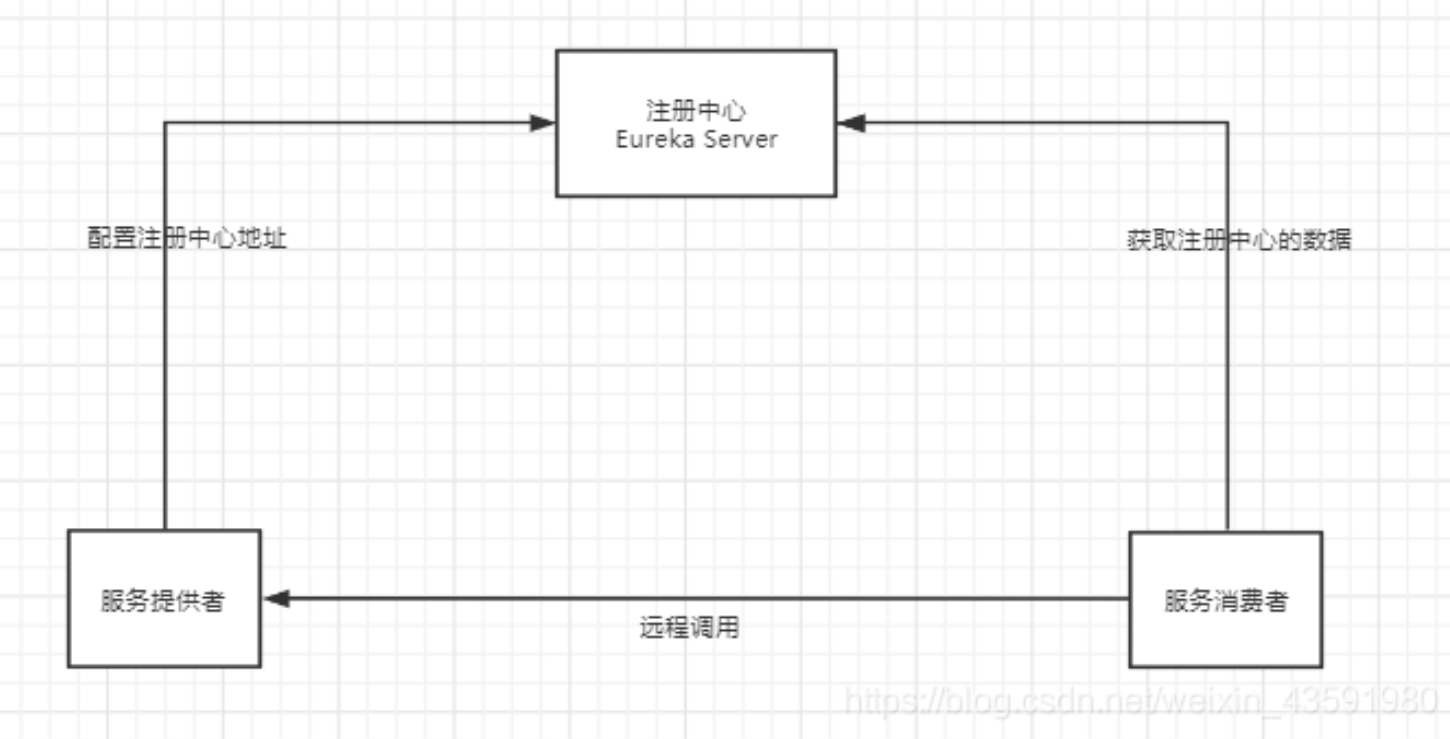 注册中心
Eureka Server
配置注册中心地址
获取注册中心的数据
服务提供者
服务消费者
远程调用
https://blog.csdn.net/weixin_43591980